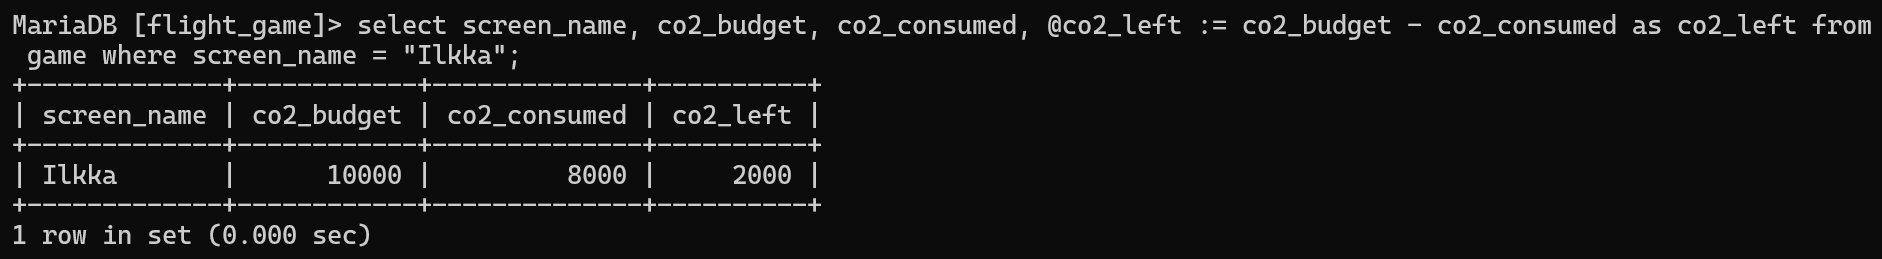 MariaDB [flight_game]> select screen_name, co2_budget, co2_consumed, @co2_left := co2_budget - co2_consumed as co2_left from
 game where screen_name = "Ilkka";
+-------------+------------+--------------+----------+
| screen_name | co2_budget | co2_consumed | co2_left |
+-------------+------------+--------------+----------+
| Ilkka       |      10000 |         8000 |     2000 |
+-------------+------------+--------------+----------+
1 row in set (0.000 sec)